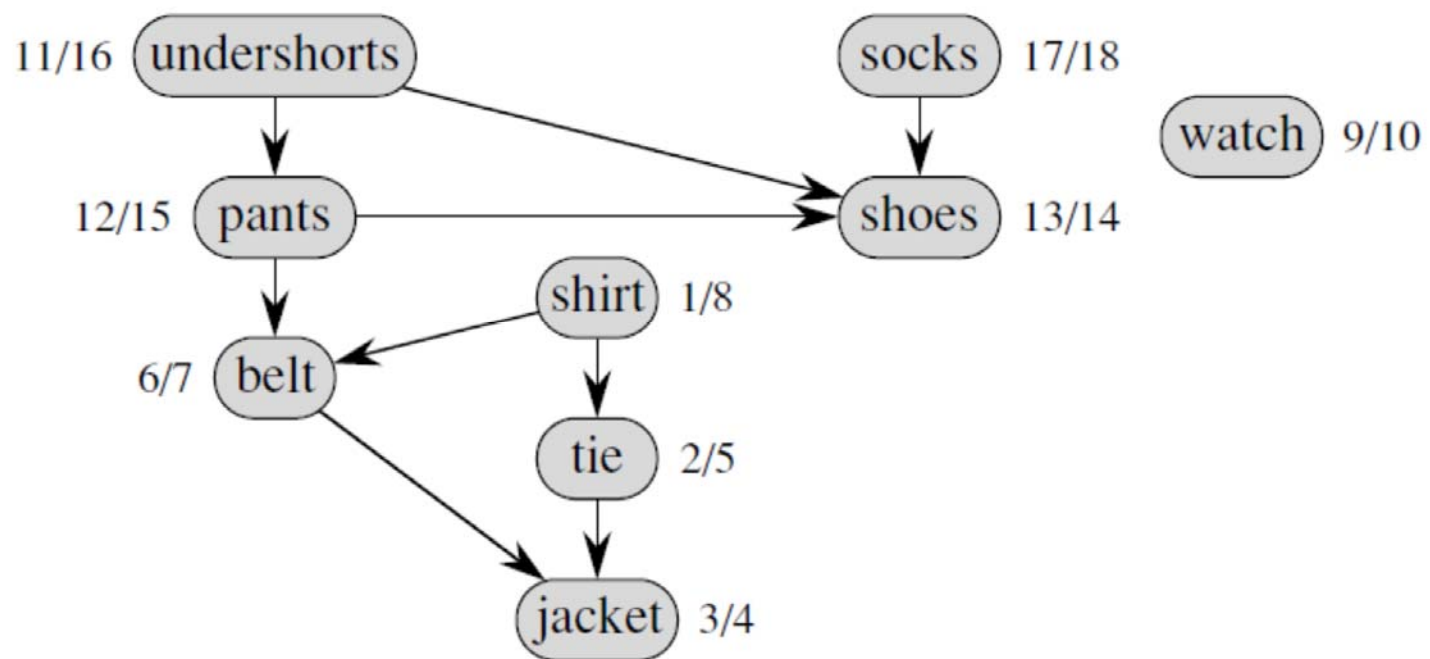 11/16 undershorts
socks 17/18
watch 9/10
12/15 pants
shoes 13/14
shirt 1/8
6/7 belt
tie 2/5
jacket 3/4